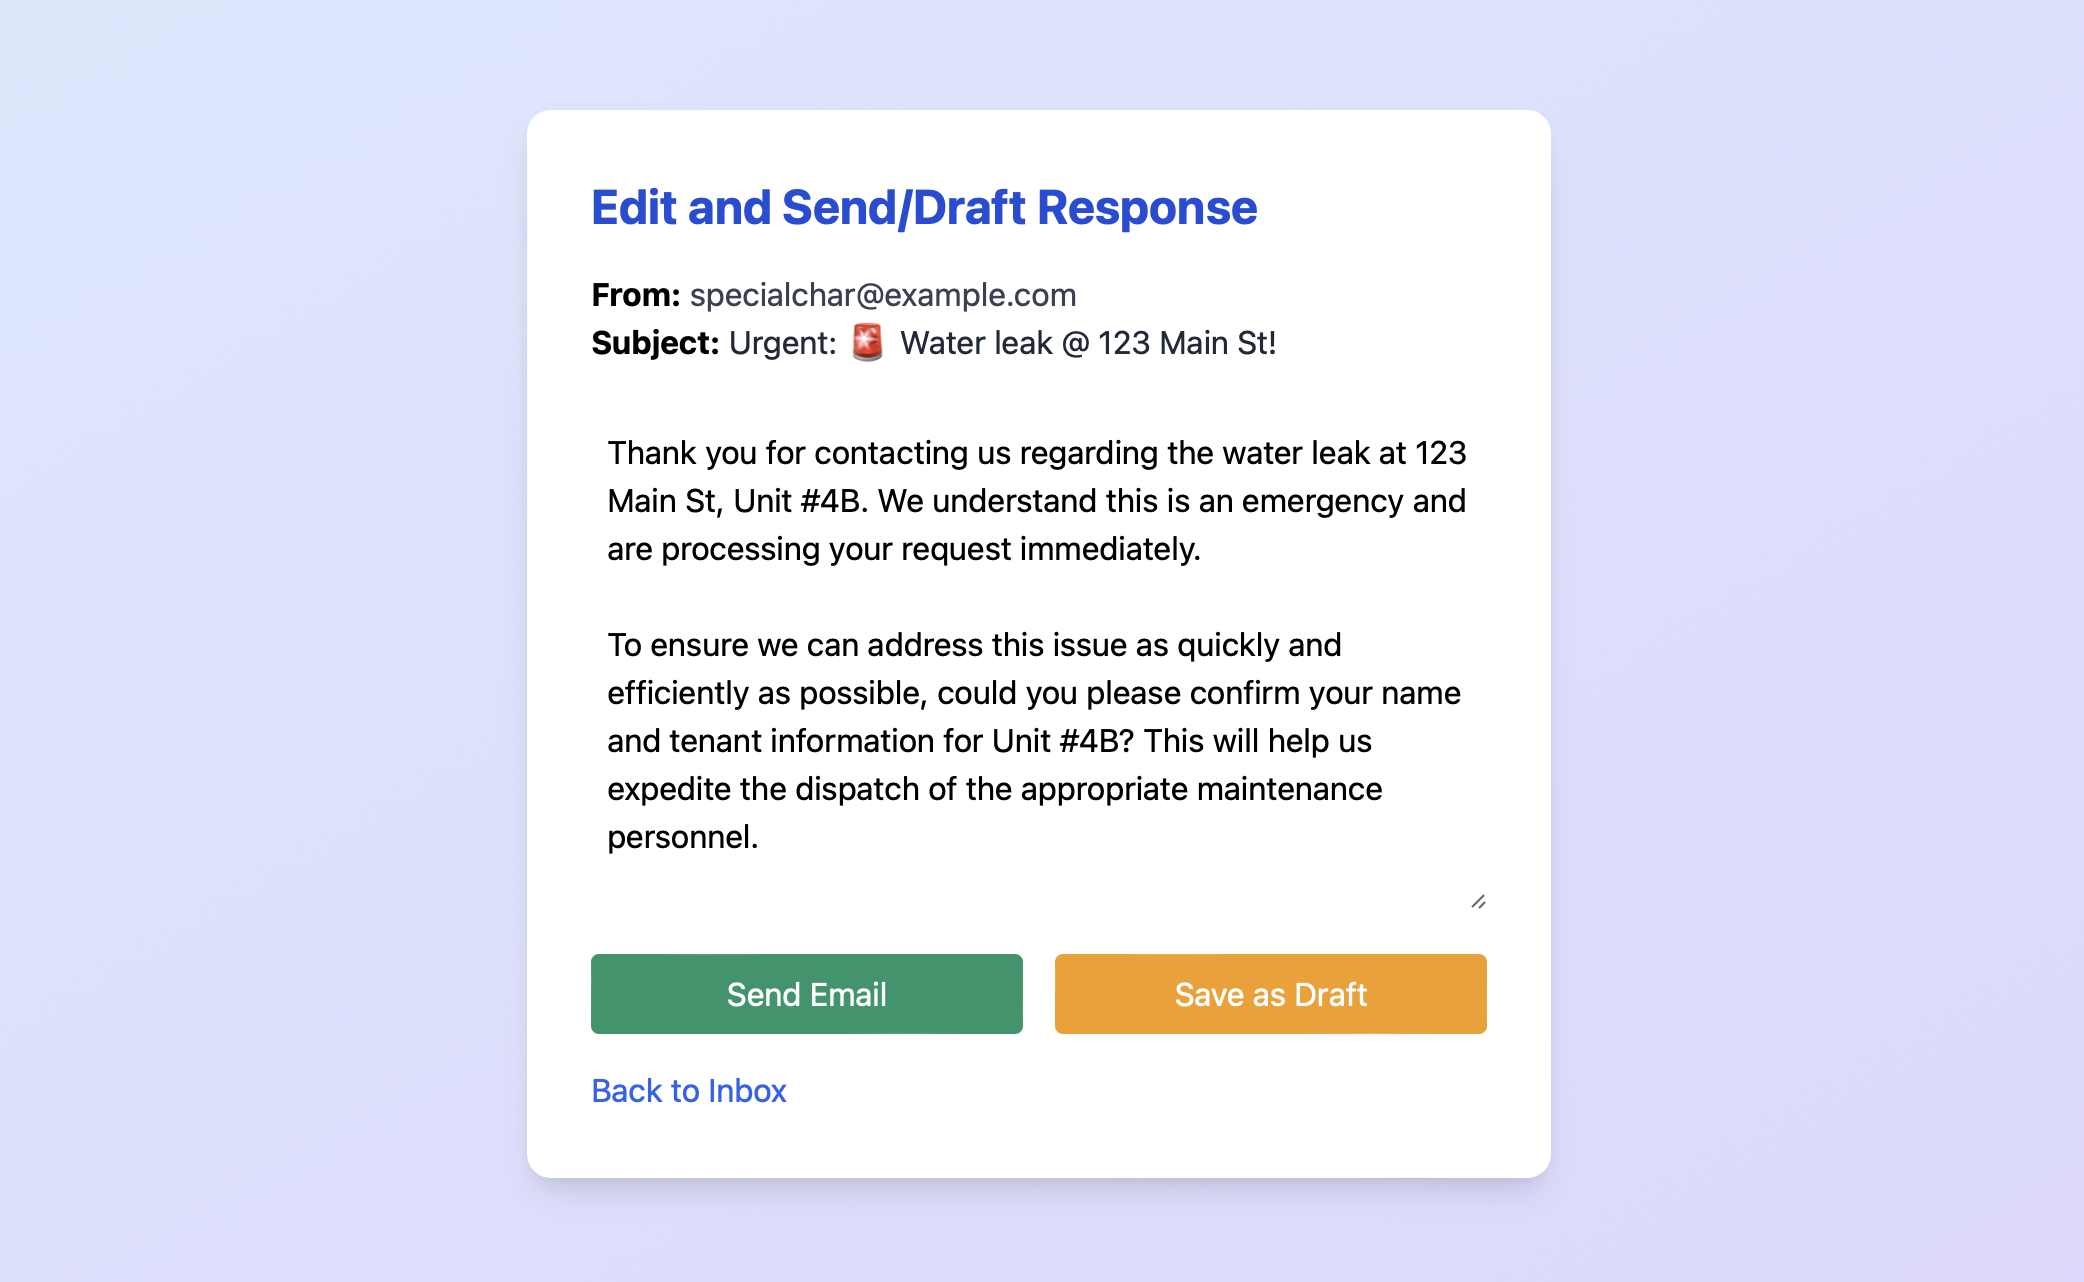 Edit and Send/Draft Response
From: specialchar@example.com
Subject: Urgent: 🚨 Water leak @ 123 Main St!
Thank you for contacting us regarding the water leak at 123
Main St, Unit #4B. We understand this is an emergency and
are processing your request immediately.
To ensure we can address this issue as quickly and
efficiently as possible, could you please confirm your name
and tenant information for Unit #4B? This will help us
expedite the dispatch of the appropriate maintenance
personnel.
Send Email
Save as Draft
Back to Inbox